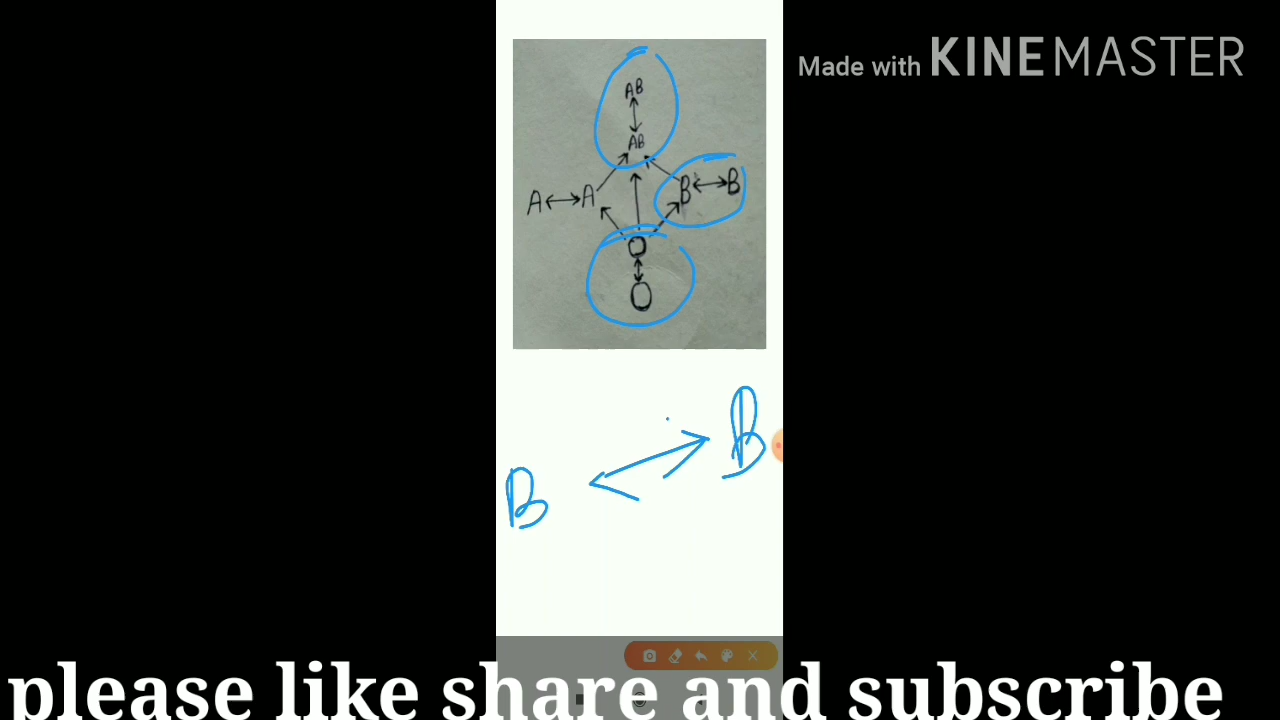 Made with KINEMASTER
AB
AB
A ↔ A B ↔ B
O
O
B ↔ B
please like share and subscribe